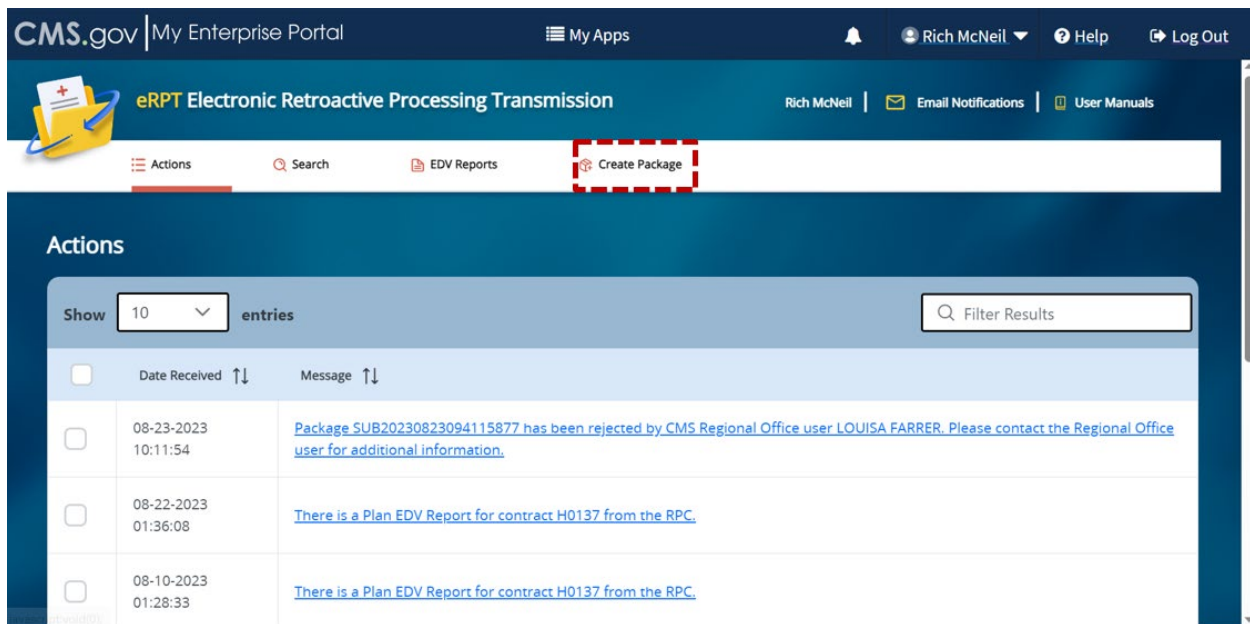 CMS.gov My Enterprise Portal My Apps Rich McNeil Help Log Out
eRPT Electronic Retroactive Processing Transmission Rich McNeil Email Notifications User Manuals
Actions Search EDV Reports Create Package
Actions
Show 10 entries Filter Results
Date Received Message
08-23-2023
10:11:54
Package SUB20230823094115877 has been rejected by CMS Regional Office user LOUISA FARRER. Please contact the Regional Office
user for additional information.
08-22-2023
01:36:08
There is a Plan EDV Report for contract H0137 from the RPC.
08-10-2023
01:28:33
There is a Plan EDV Report for contract H0137 from the RPC.